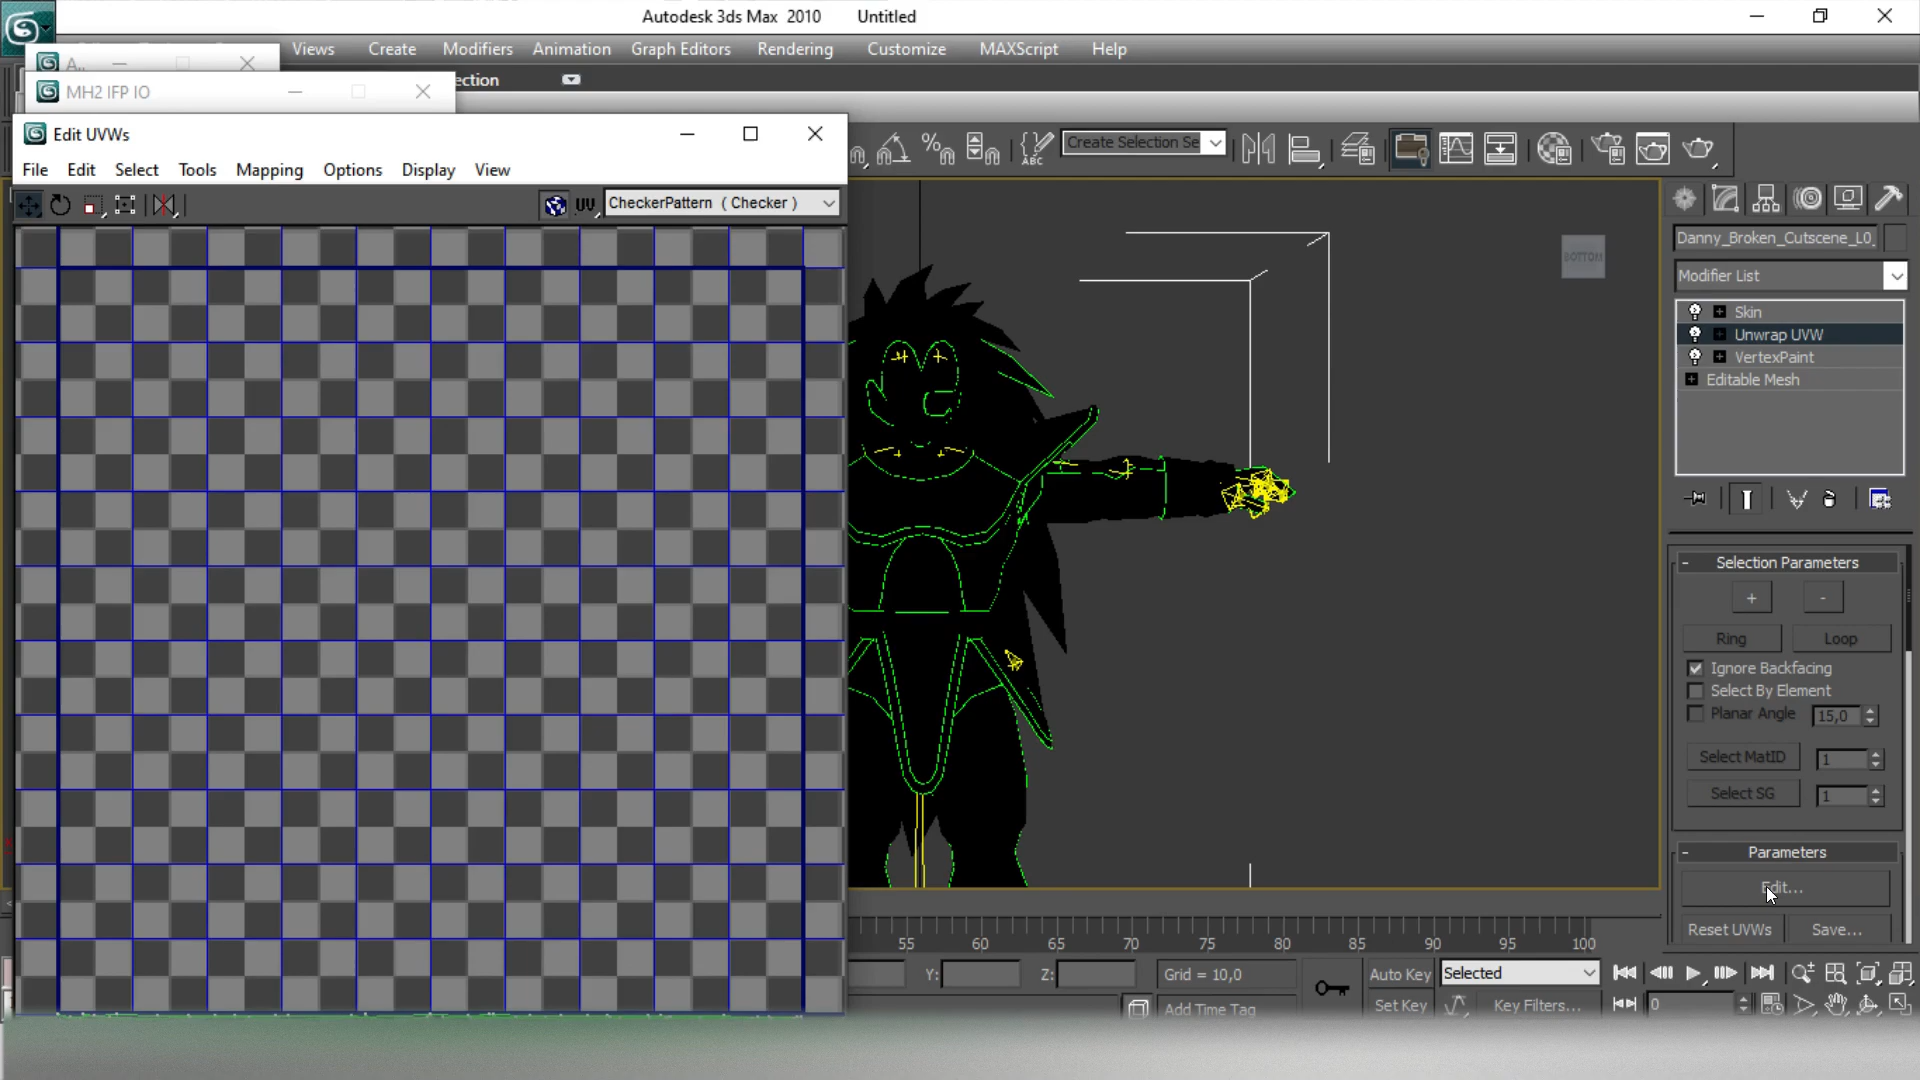 Autodesk 3ds Max 2010 Untitled
Views Create Modifiers Animation Graph Editors Rendering Customize MAXScript Help
A..
ection
MH2 IFP IO
Edit UVWs
File Edit Select Tools Mapping Options Display View
UV CheckerPattern ( Checker )
ABC
Create Selection Se
BOTTOM
Danny_Broken_Cutscene_L0_
Modifier List
Skin
Unwrap UVW
VertexPaint
Editable Mesh
- Selection Parameters
+ -
Ring Loop
Ignore Backfacing
Select By Element
Planar Angle 15,0
Select MatID 1
Select SG 1
- Parameters
Edit...
Reset UVWs Save...
55 60 65 70 75 80 85 90 95 100
Y: Z: Grid = 10,0 Auto Key Selected
Add Time Tag Set Key Key Filters... 0